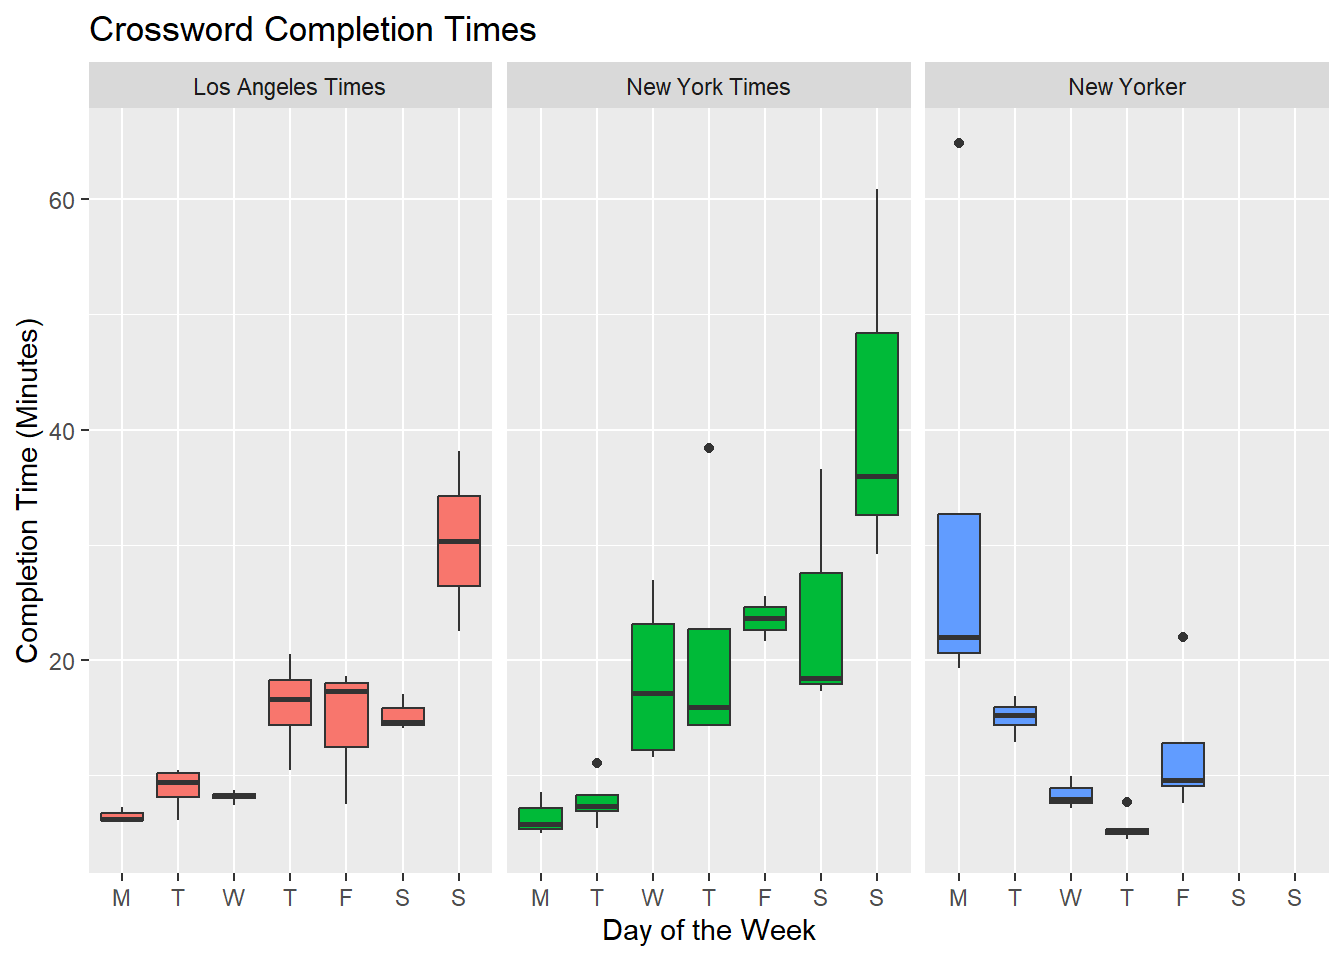 Crossword Completion Times
Los Angeles Times
New York Times
New Yorker
Completion Time (Minutes)
60
40
20
M T W T F S S
M T W T F S S
M T W T F S S
Day of the Week